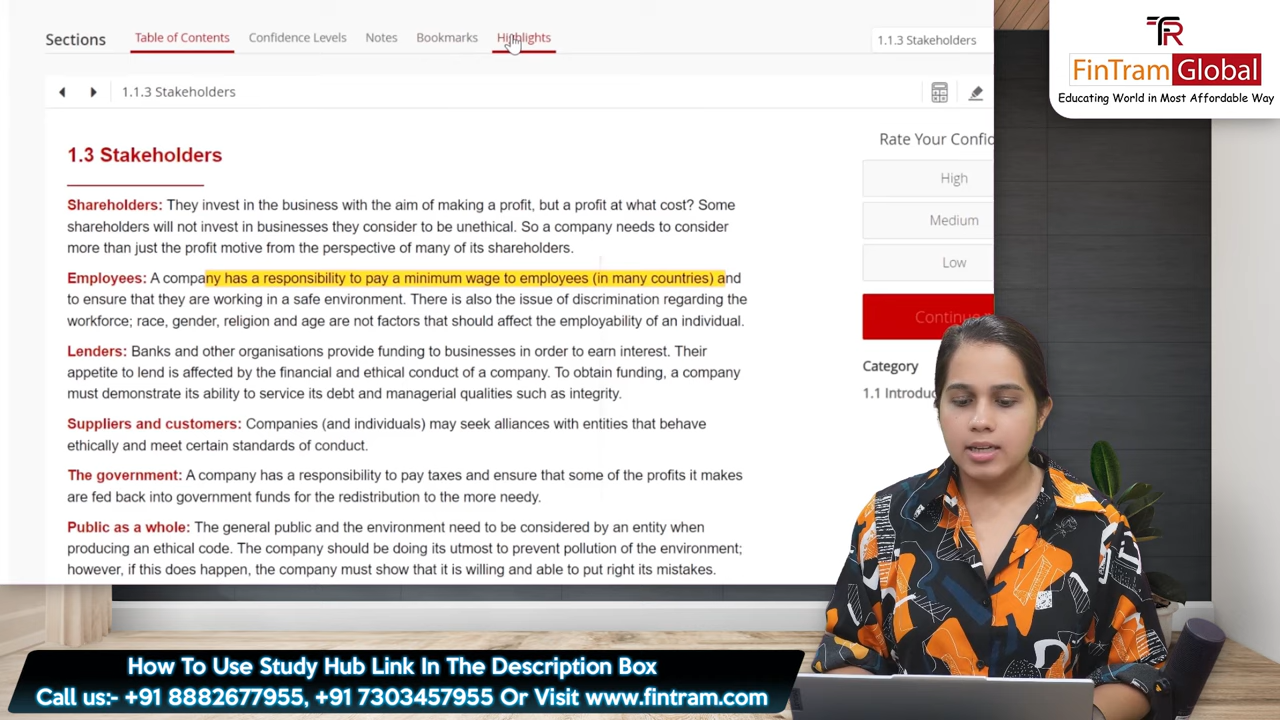 Sections
Table of Contents
Confidence Levels
Notes
Bookmarks
Highlights
1.1.3 Stakeholders
1.1.3 Stakeholders
1.3 Stakeholders
Shareholders: They invest in the business with the aim of making a profit, but a profit at what cost? Some
shareholders will not invest in businesses they consider to be unethical. So a company needs to consider
more than just the profit motive from the perspective of many of its shareholders.
Employees: A company has a responsibility to pay a minimum wage to employees (in many countries) and
to ensure that they are working in a safe environment. There is also the issue of discrimination regarding the
workforce; race, gender, religion and age are not factors that should affect the employability of an individual.
Lenders: Banks and other organisations provide funding to businesses in order to earn interest. Their
appetite to lend is affected by the financial and ethical conduct of a company. To obtain funding, a company
must demonstrate its ability to service its debt and managerial qualities such as integrity.
Suppliers and customers: Companies (and individuals) may seek alliances with entities that behave
ethically and meet certain standards of conduct.
The government: A company has a responsibility to pay taxes and ensure that some of the profits it makes
are fed back into government funds for the redistribution to the more needy.
Public as a whole: The general public and the environment need to be considered by an entity when
producing an ethical code. The company should be doing its utmost to prevent pollution of the environment;
however, if this does happen, the company must show that it is willing and able to put right its mistakes.
Rate Your Confid
High
Medium
Low
Continue
Category
1.1 Introduc
FinTram Global
Educating World in Most Affordable Way
How To Use Study Hub Link In The Description Box
Call us:- +91 8882677955, +91 7303457955 Or Visit www.fintram.com